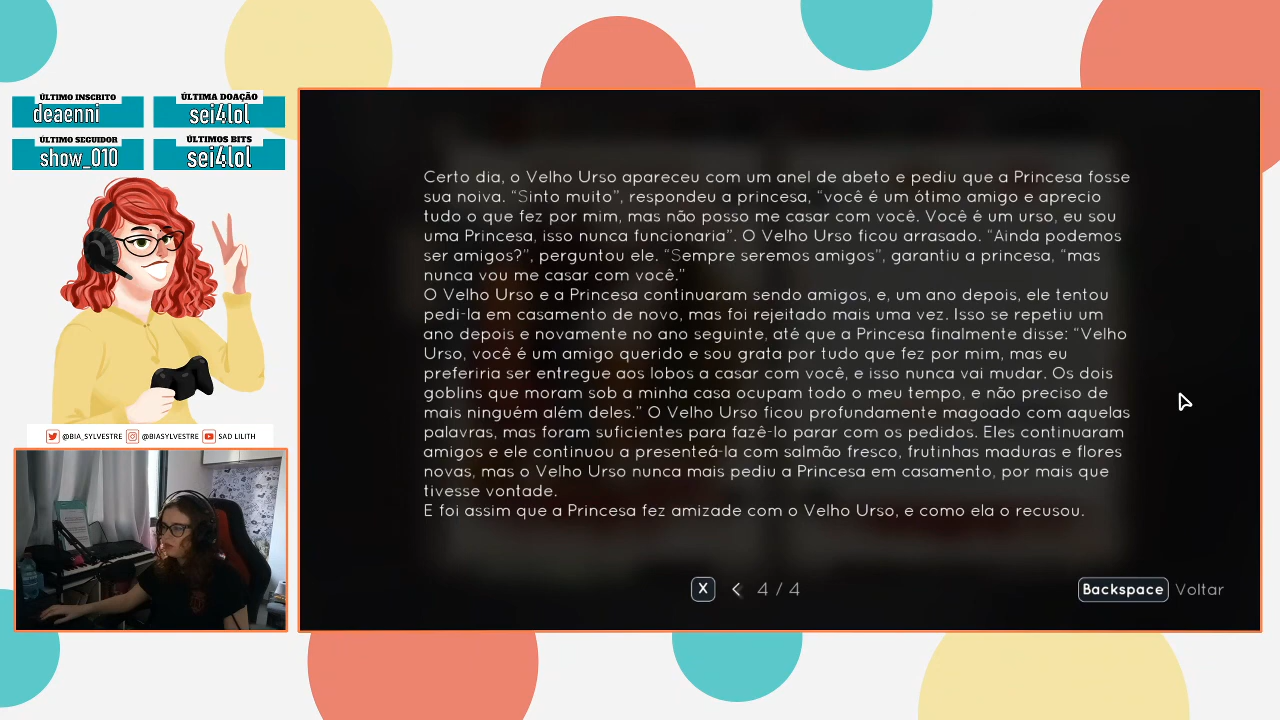 ÚLTIMO INSCRITO
deaenni
ÚLTIMA DOAÇÃO
sei4lol
ÚLTIMO SEGUIDOR
show_010
ÚLTIMOS BITS
sei4lol
@BIA_SYLVESTRE @BIASYLVESTRE SAD LILITH
Certo dia, o Velho Urso apareceu com um anel de abeto e pediu que a Princesa fosse
sua noiva. “Sinto muito”, respondeu a princesa, “você é um ótimo amigo e aprecio
tudo o que fez por mim, mas não posso me casar com você. Você é um urso, eu sou
uma Princesa, isso nunca funcionaria”. O Velho Urso ficou arrasado. “Ainda podemos
ser amigos?”, perguntou ele. “Sempre seremos amigos”, garantiu a princesa, “mas
nunca vou me casar com você.”
O Velho Urso e a Princesa continuaram sendo amigos, e, um ano depois, ele tentou
pedi-la em casamento de novo, mas foi rejeitado mais uma vez. Isso se repetiu um
ano depois e novamente no ano seguinte, até que a Princesa finalmente disse: “Velho
Urso, você é um amigo querido e sou grata por tudo que fez por mim, mas eu
preferiria ser entregue aos lobos a casar com você, e isso nunca vai mudar. Os dois
goblins que moram sob a minha casa ocupam todo o meu tempo, e não preciso de
mais ninguém além deles.” O Velho Urso ficou profundamente magoado com aquelas
palavras, mas foram suficientes para fazê-lo parar com os pedidos. Eles continuaram
amigos e ele continuou a presenteá-la com salmão fresco, frutinhas maduras e flores
novas, mas o Velho Urso nunca mais pediu a Princesa em casamento, por mais que
tivesse vontade.
E foi assim que a Princesa fez amizade com o Velho Urso, e como ela o recusou.
X < 4 / 4
Backspace Voltar